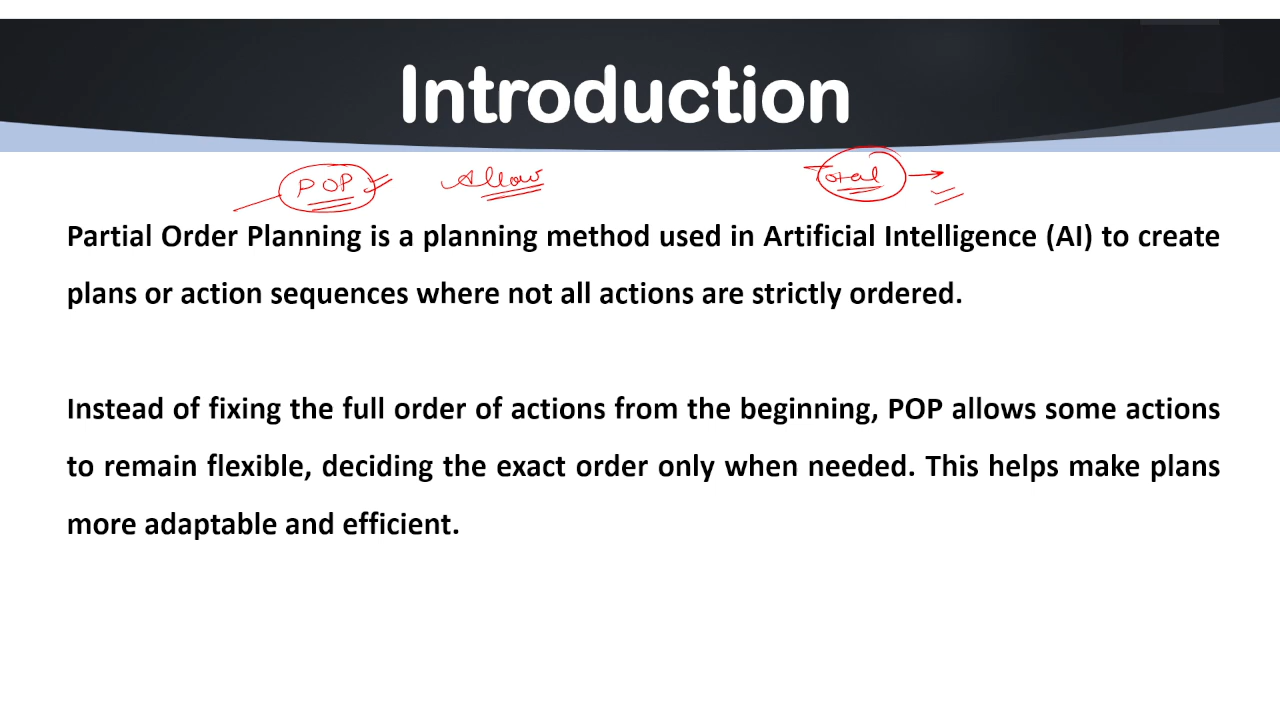 Introduction
POP Allow Total
Partial Order Planning is a planning method used in Artificial Intelligence (AI) to create
plans or action sequences where not all actions are strictly ordered.
Instead of fixing the full order of actions from the beginning, POP allows some actions
to remain flexible, deciding the exact order only when needed. This helps make plans
more adaptable and efficient.